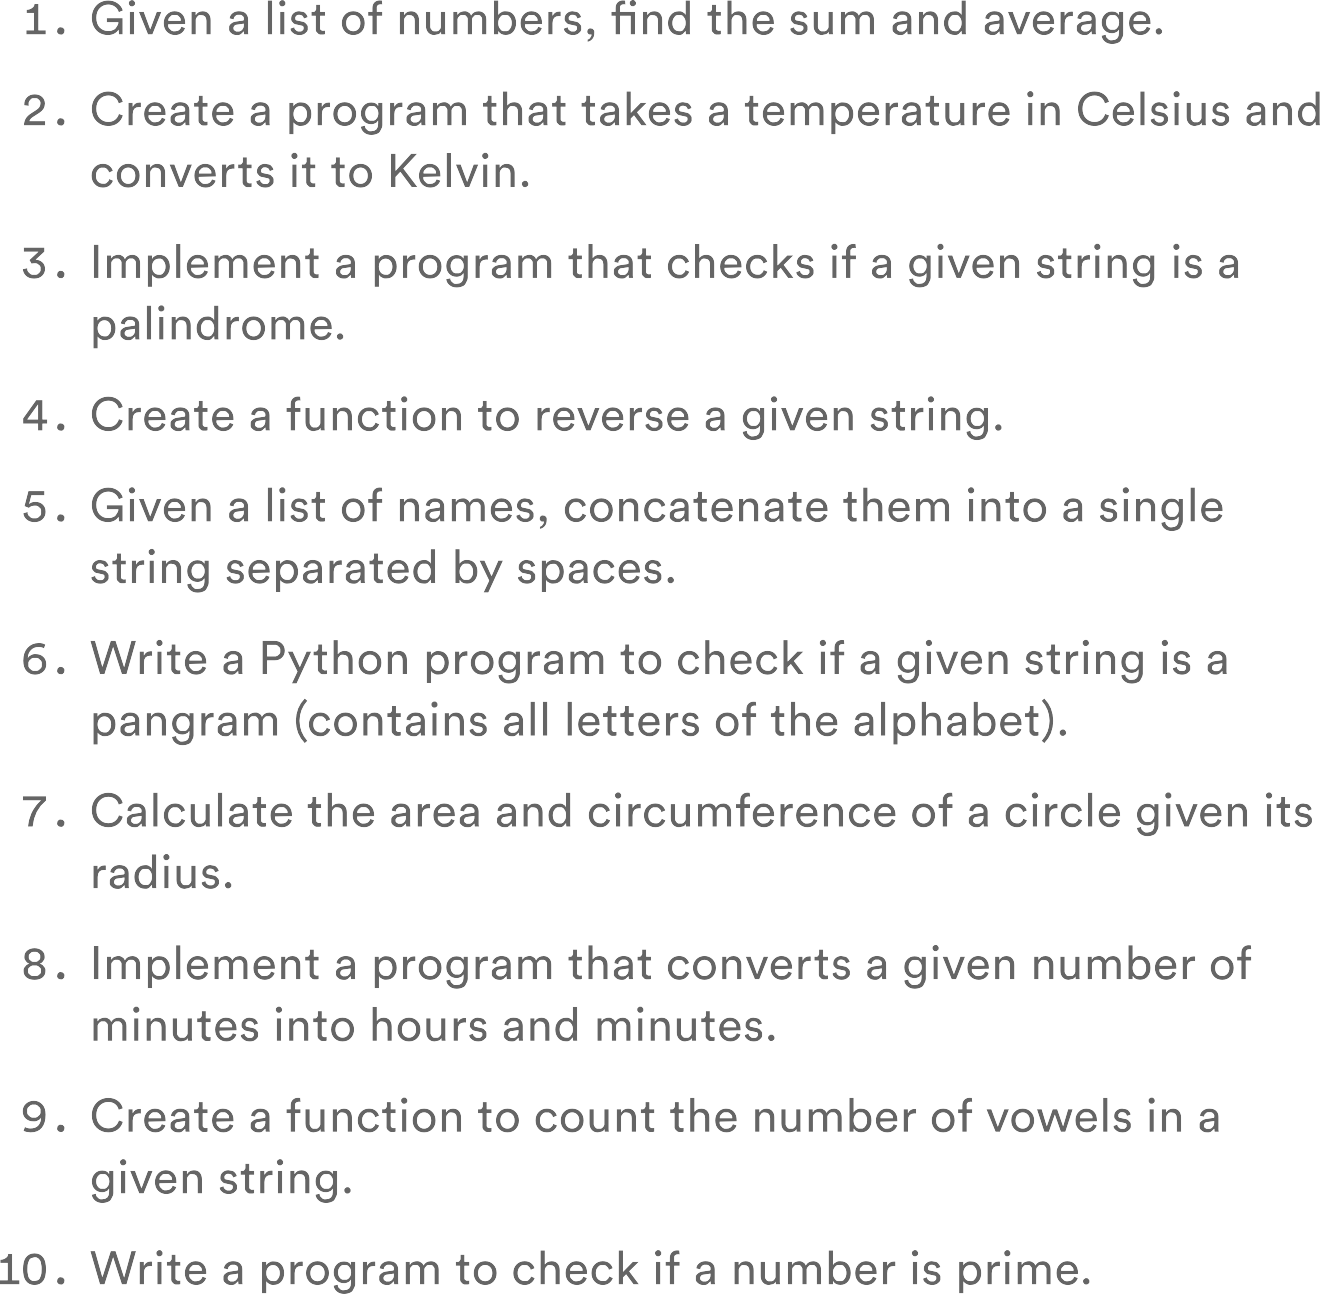 1. Given a list of numbers, find the sum and average.
2. Create a program that takes a temperature in Celsius and
converts it to Kelvin.
3. Implement a program that checks if a given string is a
palindrome.
4. Create a function to reverse a given string.
5. Given a list of names, concatenate them into a single
string separated by spaces.
6. Write a Python program to check if a given string is a
pangram (contains all letters of the alphabet).
7. Calculate the area and circumference of a circle given its
radius.
8. Implement a program that converts a given number of
minutes into hours and minutes.
9. Create a function to count the number of vowels in a
given string.
10. Write a program to check if a number is prime.